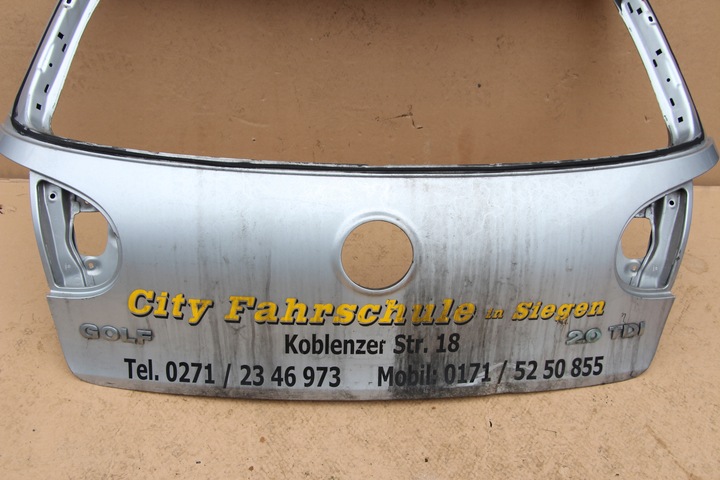 City Fahrschule in Siegen
GOLF Koblenzer Str. 18 2.0 TDI
Tel. 0271 / 23 46 973 Mobil: 0171 / 52 50 855